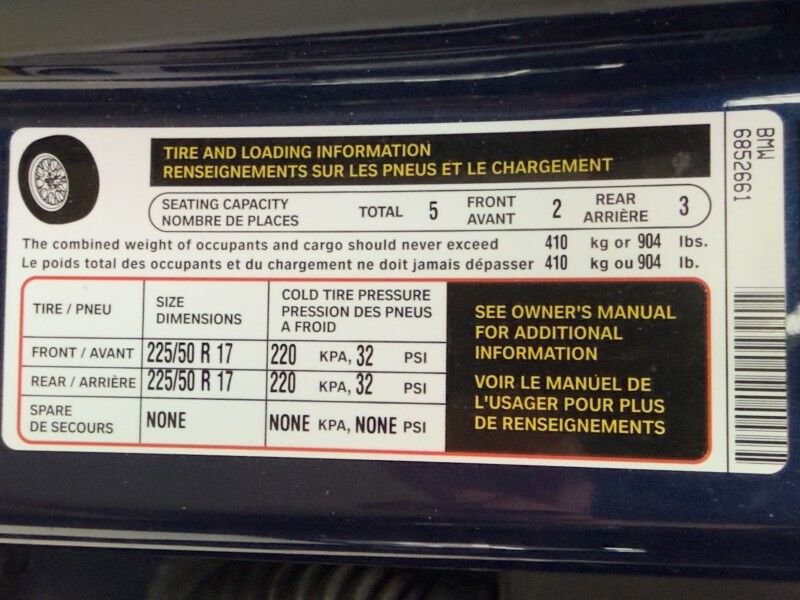 TIRE AND LOADING INFORMATION
RENSEIGNEMENTS SUR LES PNEUS ET LE CHARGEMENT
SEATING CAPACITY
NOMBRE DE PLACES
TOTAL 5
FRONT
AVANT
2
REAR
ARRIÈRE
3
The combined weight of occupants and cargo should never exceed 410 kg or 904 lbs.
Le poids total des occupants et du chargement ne doit jamais dépasser 410 kg ou 904 lb.
TIRE / PNEU
SIZE
DIMENSIONS
COLD TIRE PRESSURE
PRESSION DES PNEUS
A FROID
FRONT / AVANT 225/50 R 17 220 KPA, 32 PSI
REAR / ARRIÈRE 225/50 R 17 220 KPA, 32 PSI
SPARE
DE SECOURS
NONE
NONE KPA, NONE PSI
SEE OWNER'S MANUAL
FOR ADDITIONAL
INFORMATION
VOIR LE MANUEL DE
L'USAGER POUR PLUS
DE RENSEIGNEMENTS
BMW
6852661